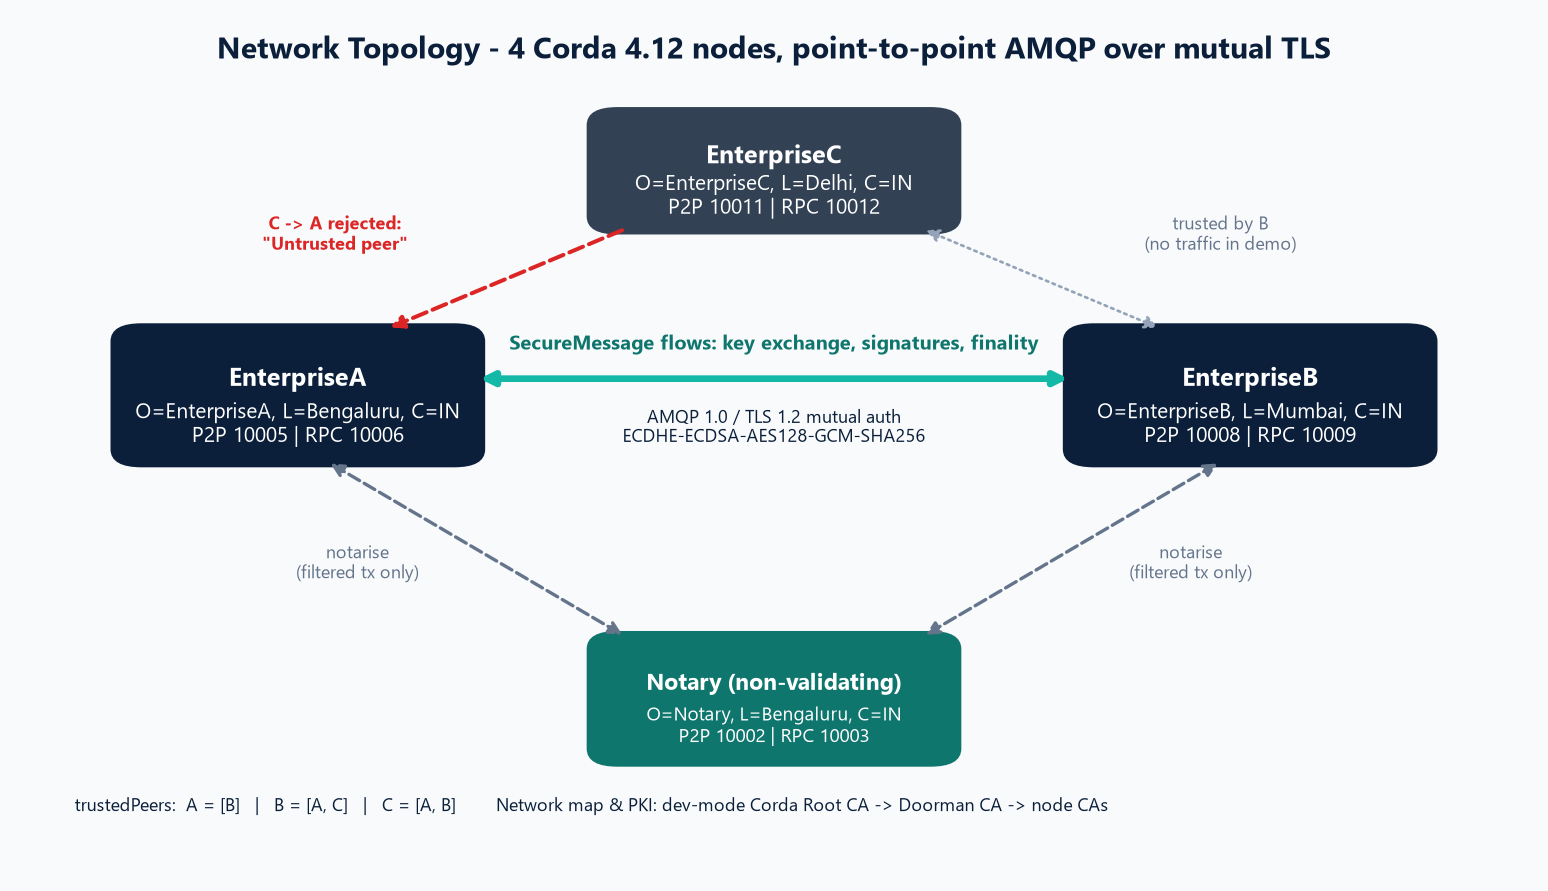 Network Topology - 4 Corda 4.12 nodes, point-to-point AMQP over mutual TLS
EnterpriseC
O=EnterpriseC, L=Delhi, C=IN
P2P 10011 | RPC 10012
C -> A rejected:
"Untrusted peer"
trusted by B
(no traffic in demo)
SecureMessage flows: key exchange, signatures, finality
EnterpriseA
O=EnterpriseA, L=Bengaluru, C=IN
P2P 10005 | RPC 10006
AMQP 1.0 / TLS 1.2 mutual auth
ECDHE-ECDSA-AES128-GCM-SHA256
EnterpriseB
O=EnterpriseB, L=Mumbai, C=IN
P2P 10008 | RPC 10009
notarise
(filtered tx only)
notarise
(filtered tx only)
Notary (non-validating)
O=Notary, L=Bengaluru, C=IN
P2P 10002 | RPC 10003
trustedPeers:  A = [B]   |   B = [A, C]   |   C = [A, B]        Network map & PKI: dev-mode Corda Root CA -> Doorman CA -> node CAs